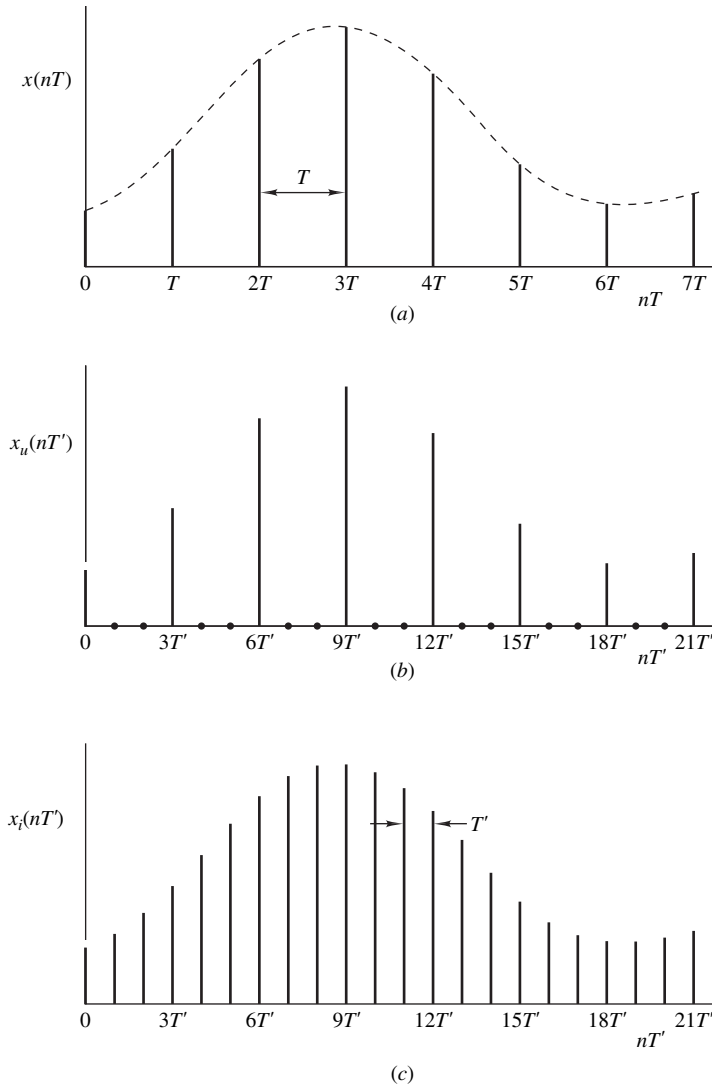 x(nT)
T
0 T 2T 3T 4T 5T 6T 7T
nT
(a)
x_u(nT′)
0 3T′ 6T′ 9T′ 12T′ 15T′ 18T′ 21T′
nT′
(b)
x_i(nT′)
T′
0 3T′ 6T′ 9T′ 12T′ 15T′ 18T′ 21T′
nT′
(c)